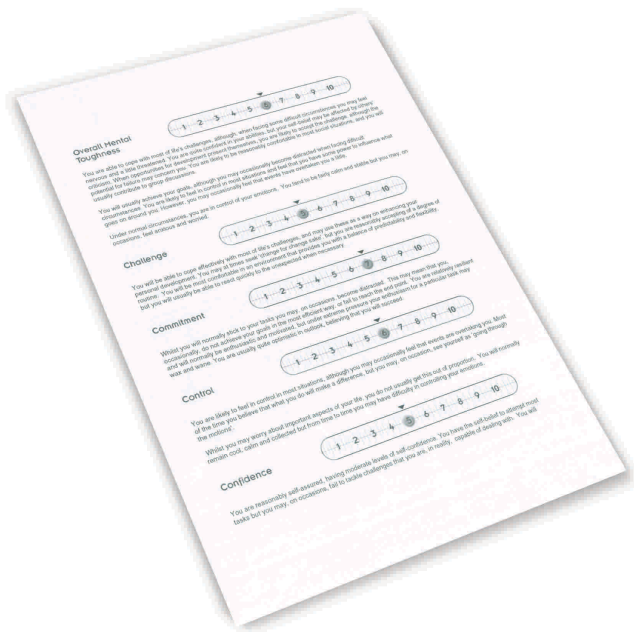 1 2 3 4 5 6 7 8 9 10
Overall Mental
Toughness
You are able to cope with most of life's challenges, although, when facing some difficult circumstances you may feel
nervous and a little threatened. You are quite confident in your abilities, but your self-belief may be affected by others'
criticism. When opportunities for development present themselves, you are likely to accept the challenge, although the
potential for failure may concern you. You are likely to be reasonably comfortable in most social situations, and you will
usually contribute to group discussions.
You will usually achieve your goals, although you may occasionally become distracted when facing difficult
circumstances. You are likely to feel in control in most situations and feel that you have some power to influence what
goes on around you. However, you may occasionally feel that events have overtaken you a little.
Under normal circumstances, you are in control of your emotions. You tend to be fairly calm and stable but you may, on
occasions, feel anxious and worried.
1 2 3 4 5 6 7 8 9 10
Challenge
You will be able to cope effectively with most of life's challenges, and may use these as a way on enhancing your
personal development. You may at times seek 'change for change sake', but you are reasonably accepting of a degree of
routine. You will be most comfortable in an environment that provides you with a balance of predictability and flexibility,
but you will usually be able to react quickly to the unexpected when necessary.
1 2 3 4 5 6 7 8 9 10
Commitment
Whilst you will normally stick to your tasks you may, on occasions, become distracted. This may mean that you,
occasionally, do not achieve your goals in the most efficient way, or fail to reach the end point. You are relatively resilient
and will normally be enthusiastic and motivated, but under extreme pressure your enthusiasm for a particular task may
wax and wane. You are usually quite optimistic in outlook, believing that you will succeed.
1 2 3 4 5 6 7 8 9 10
Control
You are likely to feel in control in most situations, although you may occasionally feel that events are overtaking you. Most
of the time you believe that what you do will make a difference, but you may, on occasion, see yourself as 'going through
the motions'.
Whilst you may worry about important aspects of your life, you do not usually get this out of proportion. You will normally
remain cool, calm and collected but from time to time you may have difficulty in controlling your emotions.
1 2 3 4 5 6 7 8 9 10
Confidence
You are reasonably self-assured, having moderate levels of self-confidence. You have the self-belief to attempt most
tasks but you may, on occasions, fail to tackle challenges that you are, in reality, capable of dealing with. You will